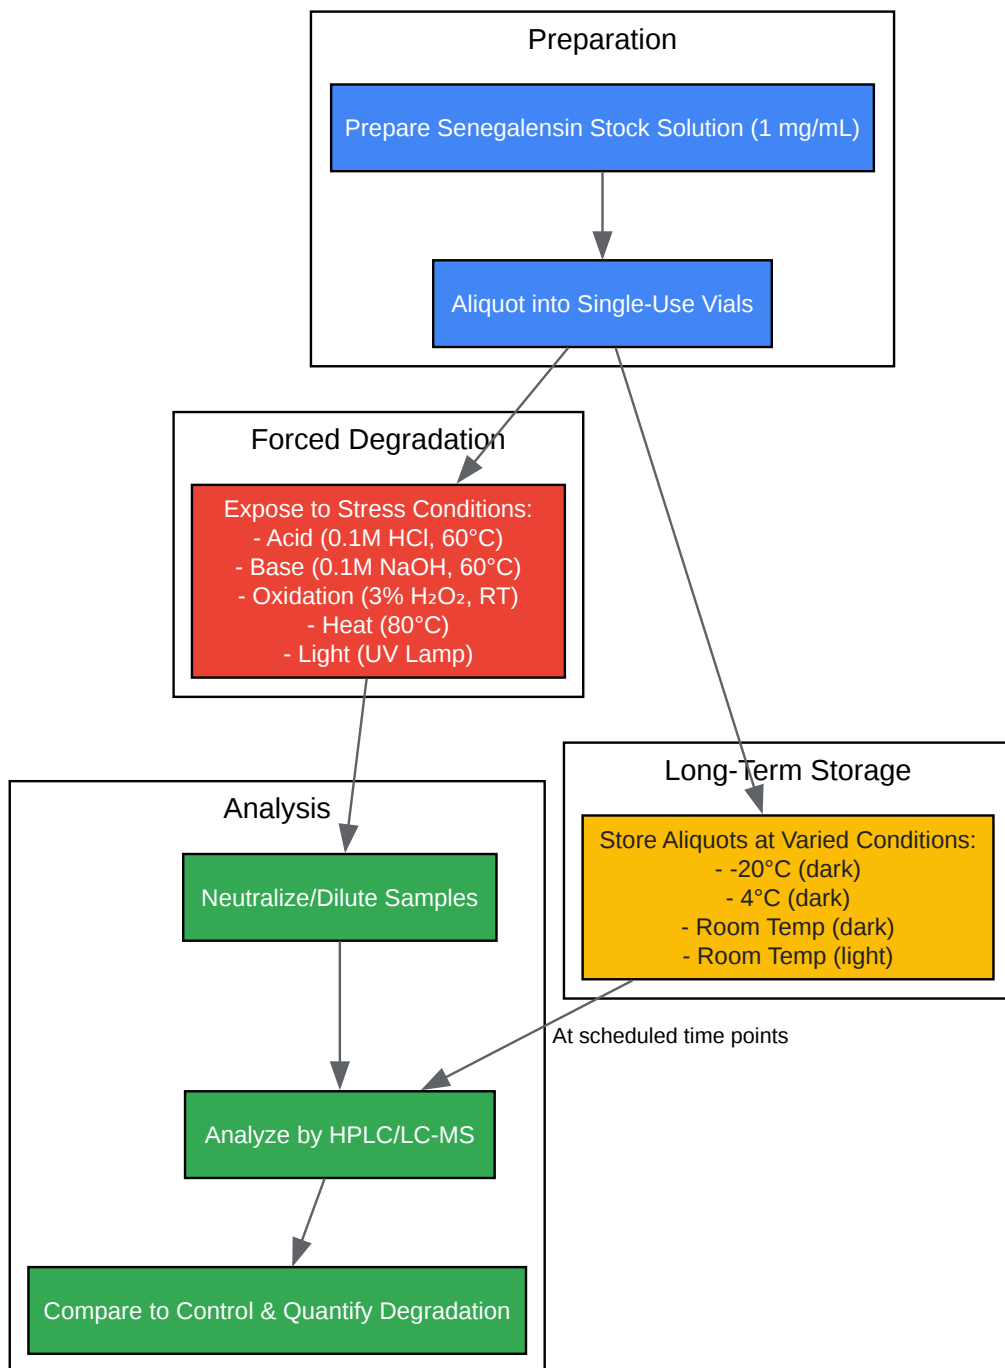 Preparation
Prepare Senegalensin Stock Solution (1 mg/mL)
Aliquot into Single-Use Vials
Forced Degradation
Expose to Stress Conditions:
- Acid (0.1M HCl, 60°C)
- Base (0.1M NaOH, 60°C)
- Oxidation (3% H₂O₂, RT)
- Heat (80°C)
- Light (UV Lamp)
Long-Term Storage
Store Aliquots at Varied Conditions:
- -20°C (dark)
- 4°C (dark)
- Room Temp (dark)
- Room Temp (light)
At scheduled time points
Analysis
Neutralize/Dilute Samples
Analyze by HPLC/LC-MS
Compare to Control & Quantify Degradation